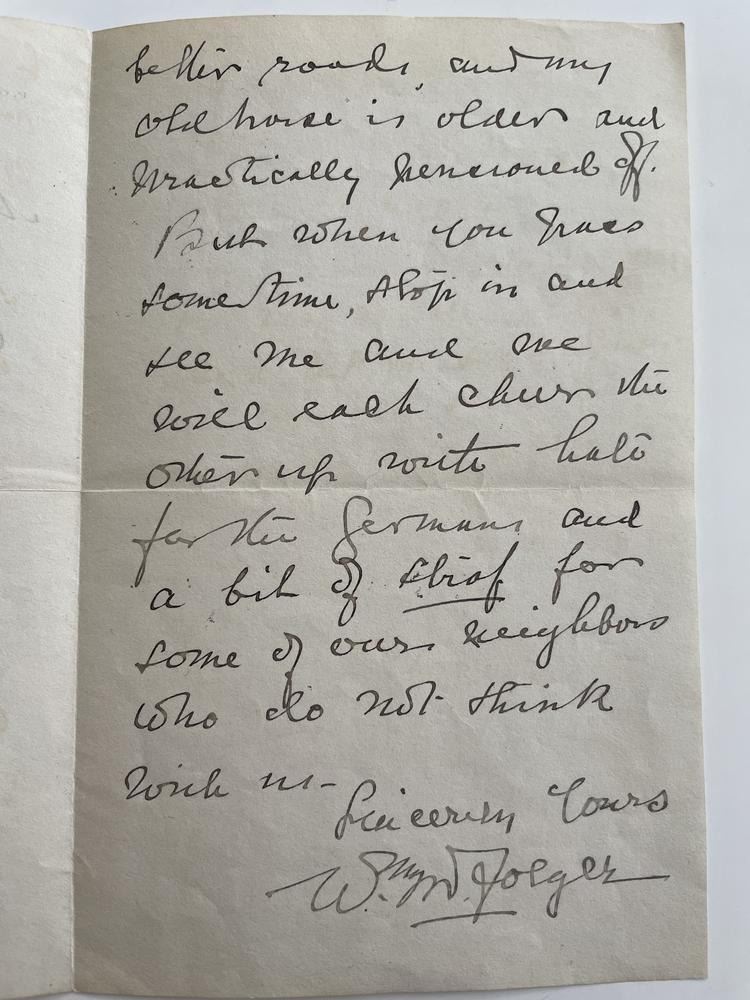 better roads, and my
old horse is older and
practically pensioned off.
But when you pass
sometime, stop in and
see me and we
will each cheer the
other up with hate
for the Germans and
a bit of straf for
some of our neighbors
who do not think
with us-
Sincerely Yours
W.